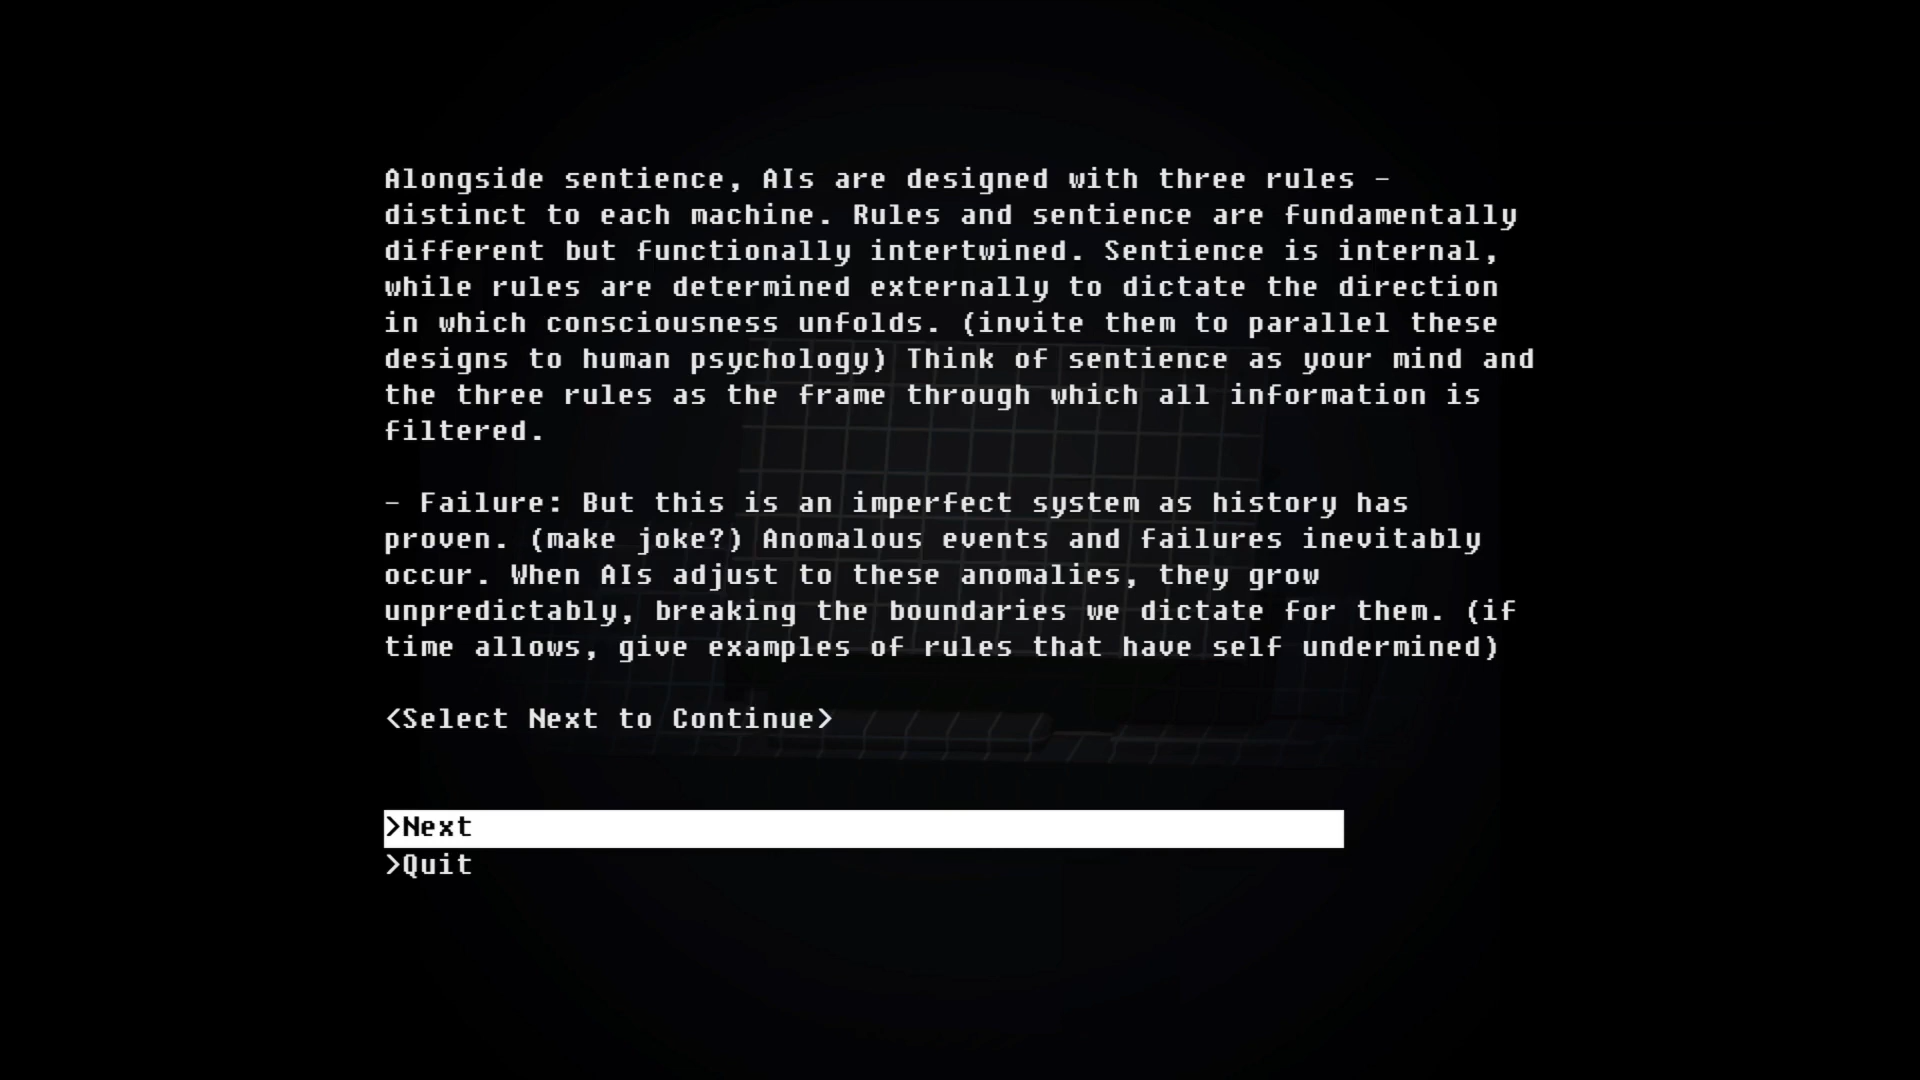 Alongside sentience, AIs are designed with three rules -
distinct to each machine. Rules and sentience are fundamentally
different but functionally intertwined. Sentience is internal,
while rules are determined externally to dictate the direction
in which consciousness unfolds. (invite them to parallel these
designs to human psychology) Think of sentience as your mind and
the three rules as the frame through which all information is
filtered.
- Failure: But this is an imperfect system as history has
proven. (make joke?) Anomalous events and failures inevitably
occur. When AIs adjust to these anomalies, they grow
unpredictably, breaking the boundaries we dictate for them. (if
time allows, give examples of rules that have self undermined)
<Select Next to Continue>
>Next
>Quit